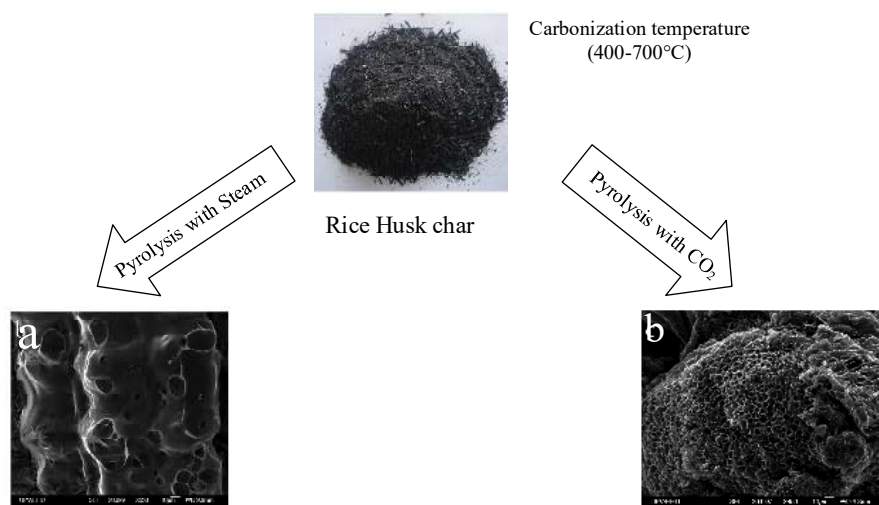 Carbonization temperature
(400-700°C)
Pyrolysis with Steam
Pyrolysis with CO₂
Rice Husk char
a
b